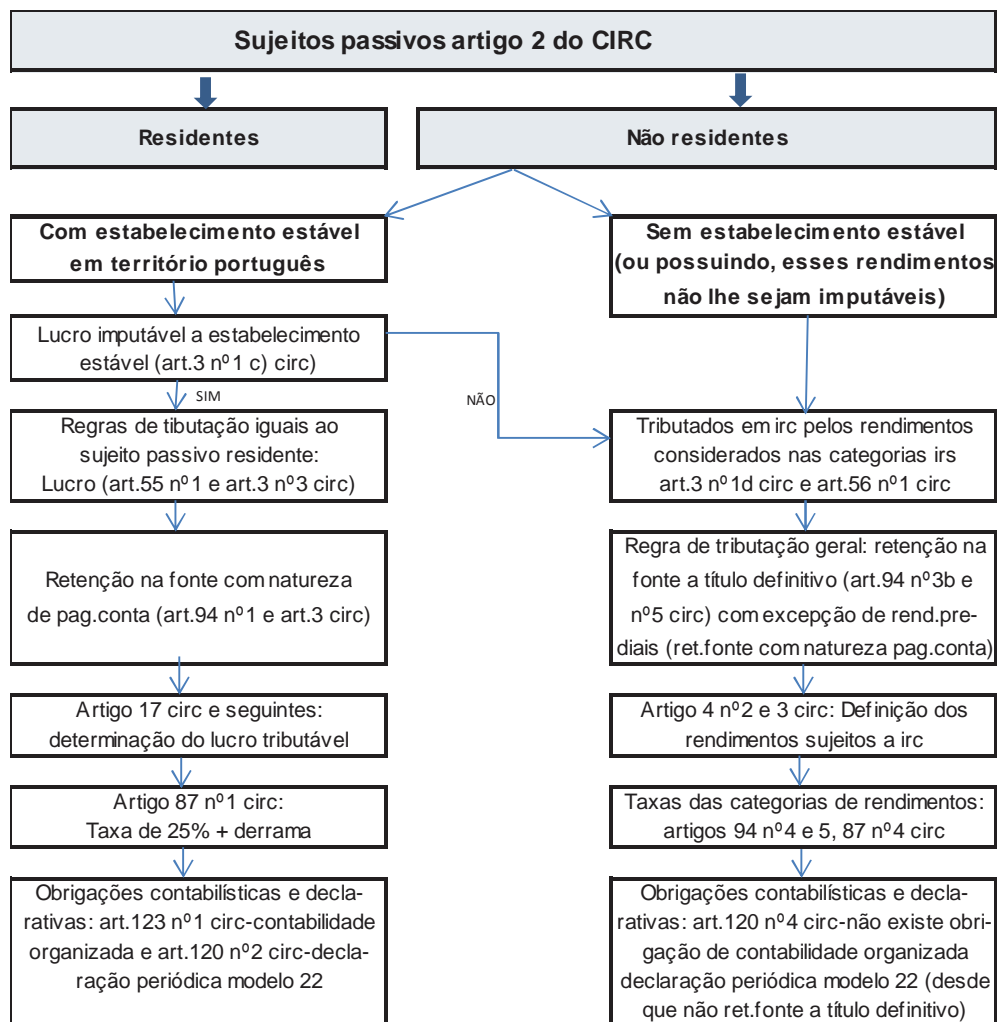 Sujeitos passivos artigo 2 do CIRC
Residentes
Não residentes
Com estabelecimento estável
em território português
Sem estabelecimento estável
(ou possuindo, esses rendimentos
não lhe sejam imputáveis)
Lucro imputável a estabelecimento
estável (art.3 nº1 c) circ)
SIM
NÃO
Regras de tibutação iguais ao
sujeito passivo residente:
Lucro (art.55 nº1 e art.3 nº3 circ)
Tributados em irc pelos rendimentos
considerados nas categorias irs
art.3 nº1d circ e art.56 nº1 circ
Retenção na fonte com natureza
de pag.conta (art.94 nº1 e art.3 circ)
Regra de tributação geral: retenção na
fonte a título definitivo (art.94 nº3b e
nº5 circ) com excepção de rend.pre-
diais (ret.fonte com natureza pag.conta)
Artigo 17 circ e seguintes:
determinação do lucro tributável
Artigo 4 nº2 e 3 circ: Definição dos
rendimentos sujeitos a irc
Artigo 87 nº1 circ:
Taxa de 25% + derrama
Taxas das categorias de rendimentos:
artigos 94 nº4 e 5, 87 nº4 circ
Obrigações contabilísticas e decla-
rativas: art.123 nº1 circ-contabilidade
organizada e art.120 nº2 circ-decla-
ração periódica modelo 22
Obrigações contabilísticas e decla-
rativas: art.120 nº4 circ-não existe obri-
gação de contabilidade organizada
declaração periódica modelo 22 (desde
que não ret.fonte a título definitivo)